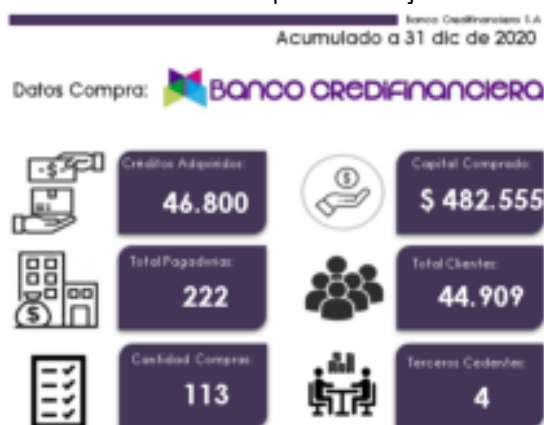 Banco Credifinanciera S.A
Acumulado a 31 dic de 2020
Datos Compra: BANCO CREDIFINANCIERA
Créditos Adquiridos:
46.800
Capital Comprado:
$ 482.555
Total Pagadurías:
222
Total Clientes:
44.909
Cantidad Compras:
113
Terceros Cedentes:
4